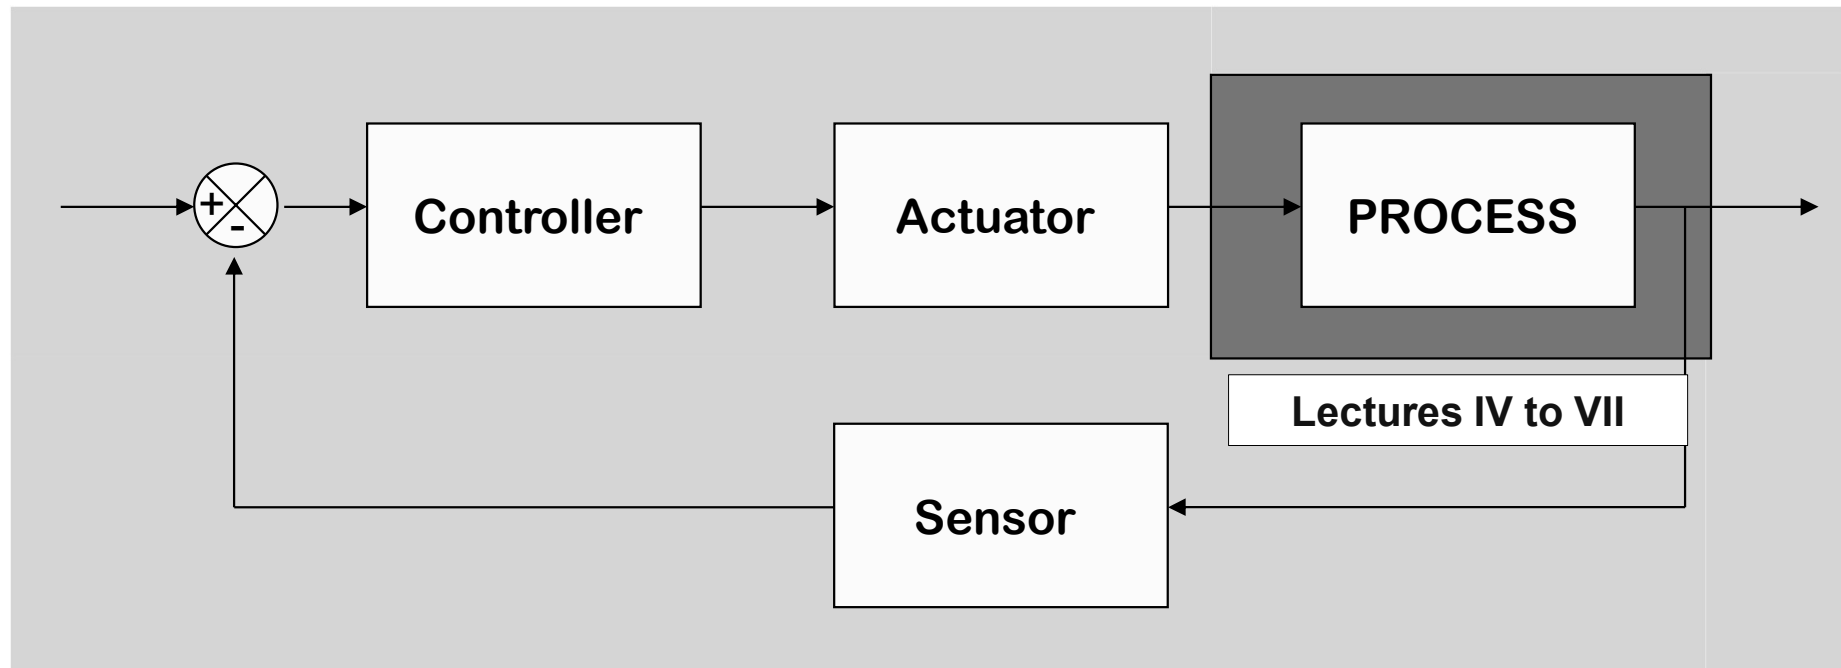 +
-
Controller
Actuator
PROCESS
Lectures IV to VII
Sensor